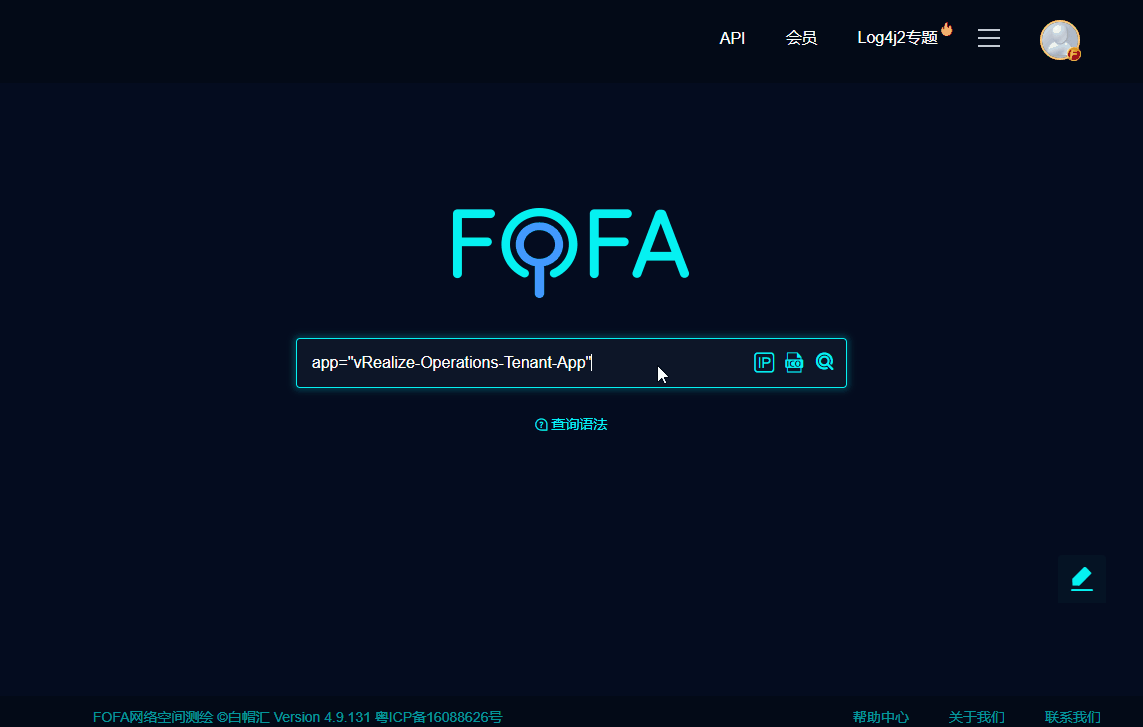 API 会员 Log4j2专题
FOFA
app="vRealize-Operations-Tenant-App"
IP ICO
查询语法
FOFA网络空间测绘 ©白帽汇 Version 4.9.131 粤ICP备16088626号 帮助中心 关于我们 联系我们